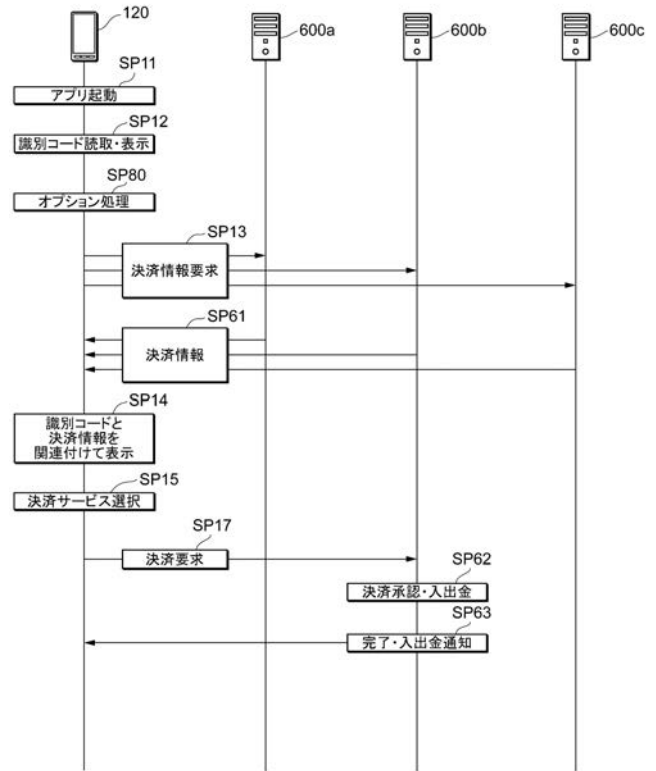 120
600a
600b
600c
SP11
アプリ起動
SP12
識別コード読取・表示
SP80
オプション処理
SP13
決済情報要求
SP61
決済情報
SP14
識別コードと
決済情報を
関連付けて表示
SP15
決済サービス選択
SP17
決済要求
SP62
決済承認・入出金
SP63
完了・入出金通知